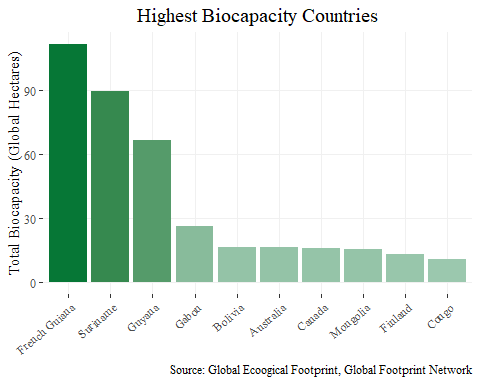 Highest Biocapacity Countries
Total Biocapacity (Global Hectares)
90
60
30
0
French Guiana
Suriname
Guyana
Gabon
Bolivia
Australia
Canada
Mongolia
Finland
Congo
Source: Global Ecoogical Footprint, Global Footprint Network